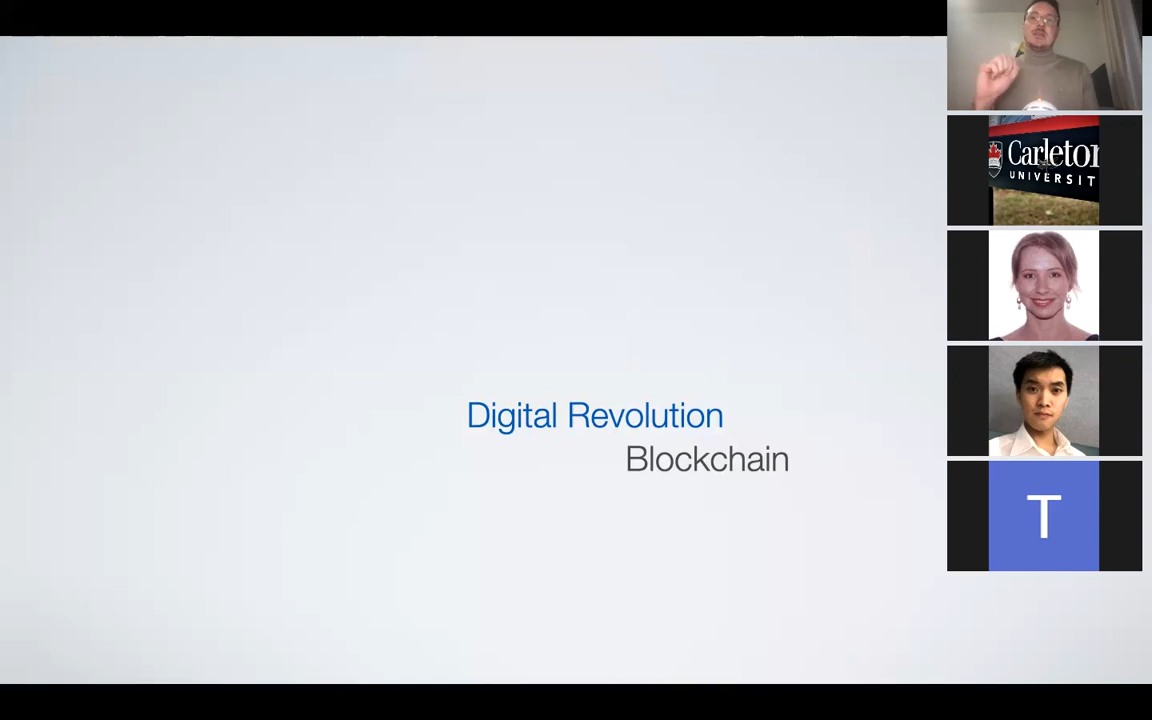 Digital Revolution
Blockchain
Carleton
UNIVERSIT
T